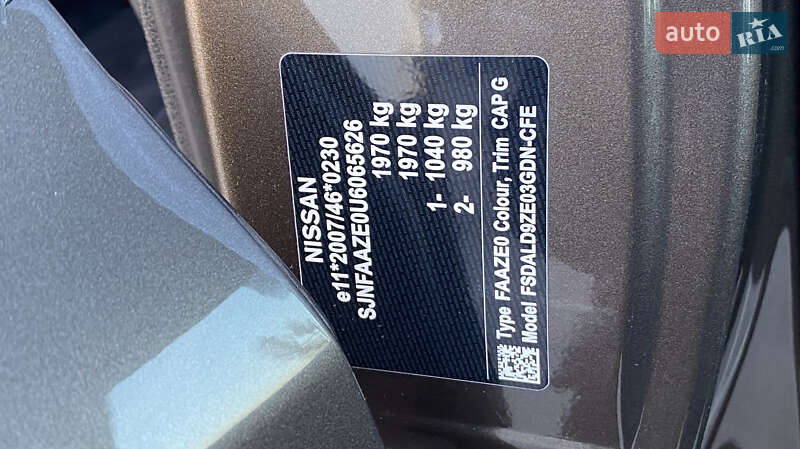 NISSAN
e11*2007/46*0230
SJNFAAZE0U6065626
1970 kg
1970 kg
1- 1040 kg
2- 980 kg
Type FAAZE0 Colour, Trim CAP G
Model FSDALD9ZE03GDN-CFE
auto RIA
.com